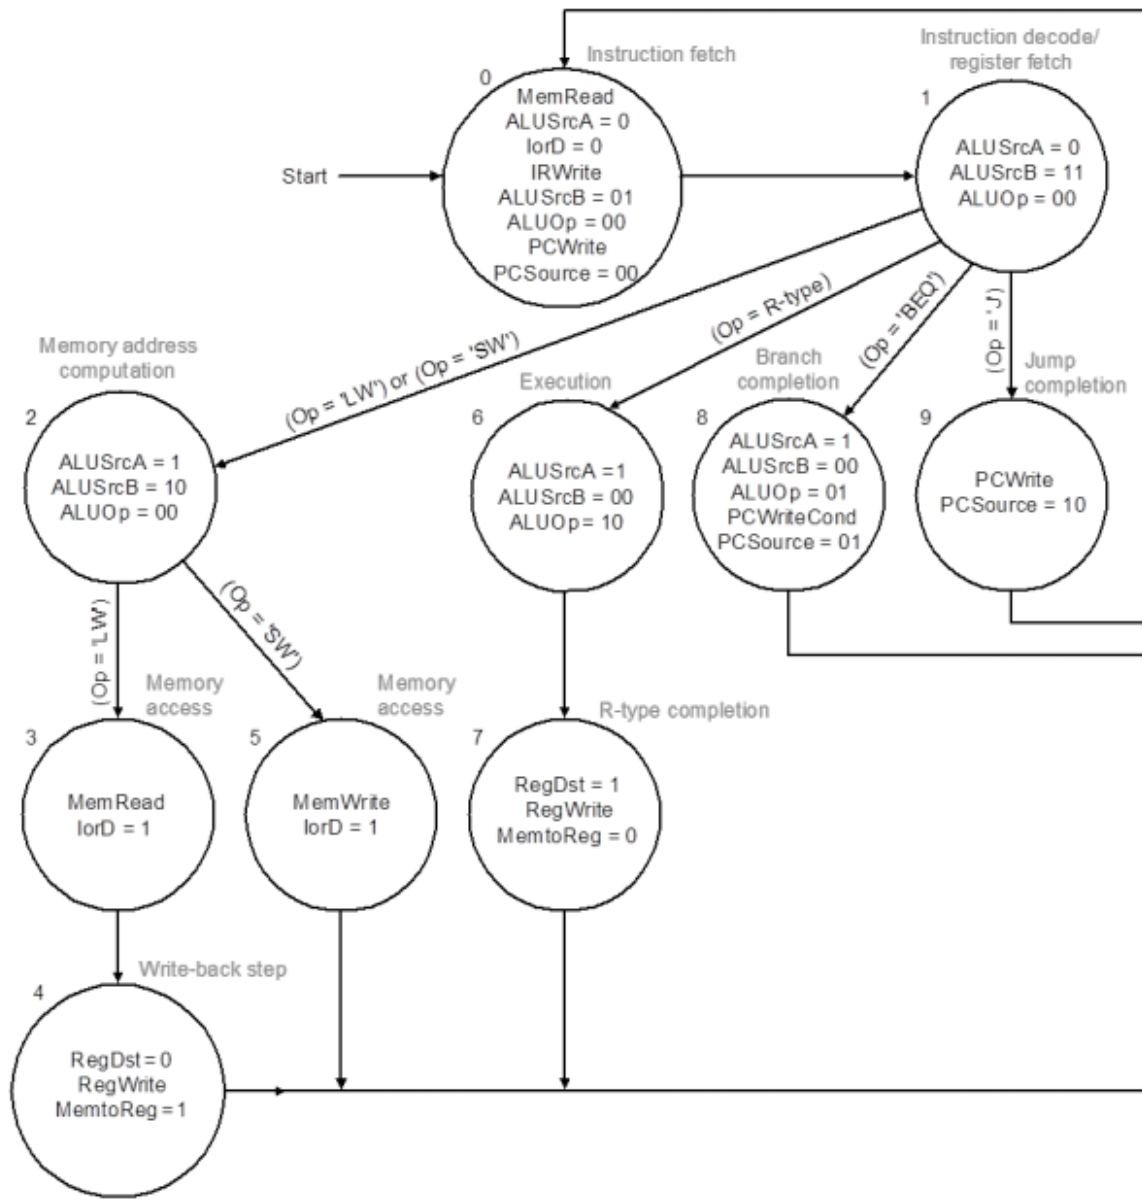 Instruction fetch
0
MemRead
ALUSrcA = 0
IorD = 0
IRWrite
ALUSrcB = 01
ALUOp = 00
PCWrite
PCSource = 00
Start
Instruction decode/
register fetch
1
ALUSrcA = 0
ALUSrcB = 11
ALUOp = 00
(Op = 'LW') or (Op = 'SW')
(Op = R-type)
(Op = 'BEQ')
(Op = 'J')
Memory address
computation
2
ALUSrcA = 1
ALUSrcB = 10
ALUOp = 00
Execution
6
ALUSrcA =1
ALUSrcB = 00
ALUOp= 10
Branch
completion
8
ALUSrcA = 1
ALUSrcB = 00
ALUOp = 01
PCWriteCond
PCSource = 01
Jump
completion
9
PCWrite
PCSource = 10
(Op = 'LW')
(Op = 'SW')
Memory
access
3
MemRead
IorD = 1
Memory
access
5
MemWrite
IorD = 1
R-type completion
7
RegDst = 1
RegWrite
MemtoReg = 0
Write-back step
4
RegDst = 0
RegWrite
MemtoReg = 1